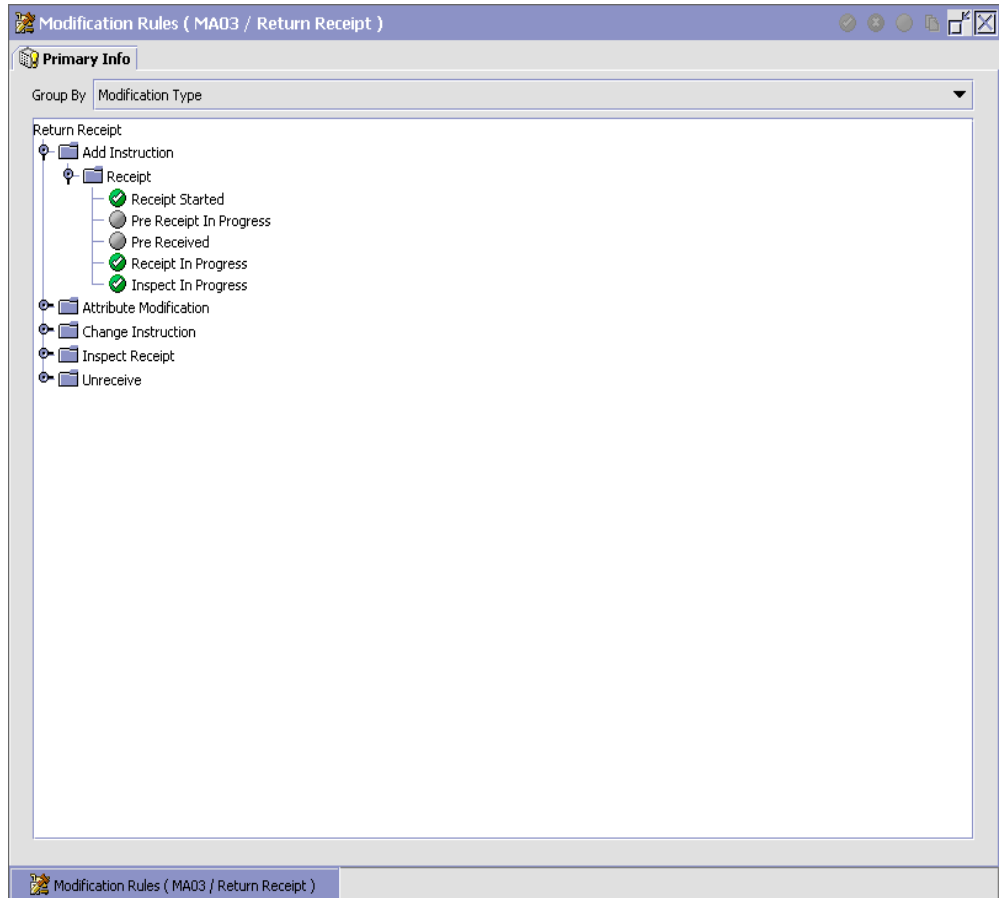 Modification Rules ( MA03 / Return Receipt )
Primary Info
Group By Modification Type
Return Receipt
Add Instruction
Receipt
Receipt Started
Pre Receipt In Progress
Pre Received
Receipt In Progress
Inspect In Progress
Attribute Modification
Change Instruction
Inspect Receipt
Unreceive
Modification Rules ( MA03 / Return Receipt )